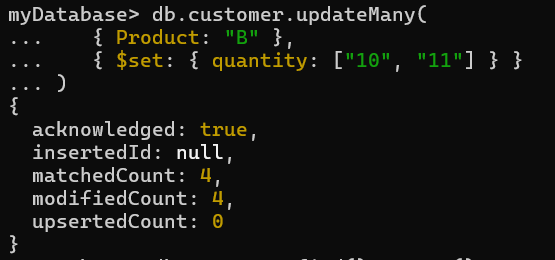 myDatabase> db.customer.updateMany(
...    { Product: "B" },
...    { $set: { quantity: ["10", "11"] } }
... )
{
  acknowledged: true,
  insertedId: null,
  matchedCount: 4,
  modifiedCount: 4,
  upsertedCount: 0
}